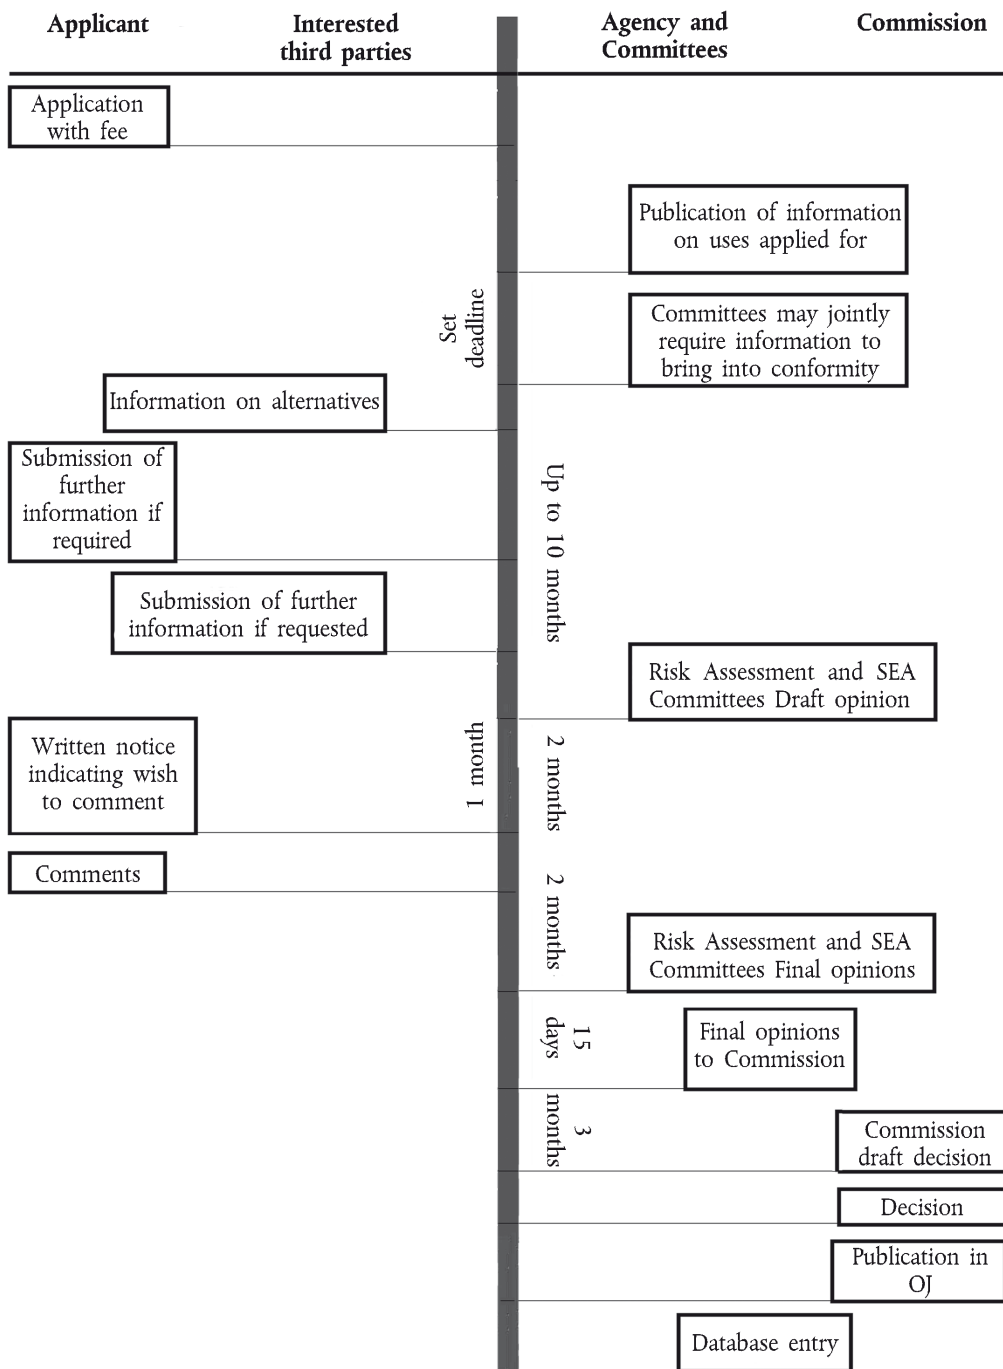 Applicant
Interested
third parties
Agency and
Committees
Commission
Application
with fee
Publication of information
on uses applied for
Set
deadline
Committees may jointly
require information to
bring into conformity
Information on alternatives
Submission of
further
information if
required
Up to 10 months
Submission of further
information if requested
Risk Assessment and SEA
Committees Draft opinion
Written notice
indicating wish
to comment
1 month
2 months
Comments
2 months
Risk Assessment and SEA
Committees Final opinions
15
days
Final opinions
to Commission
3
months
Commission
draft decision
Decision
Publication in
OJ
Database entry